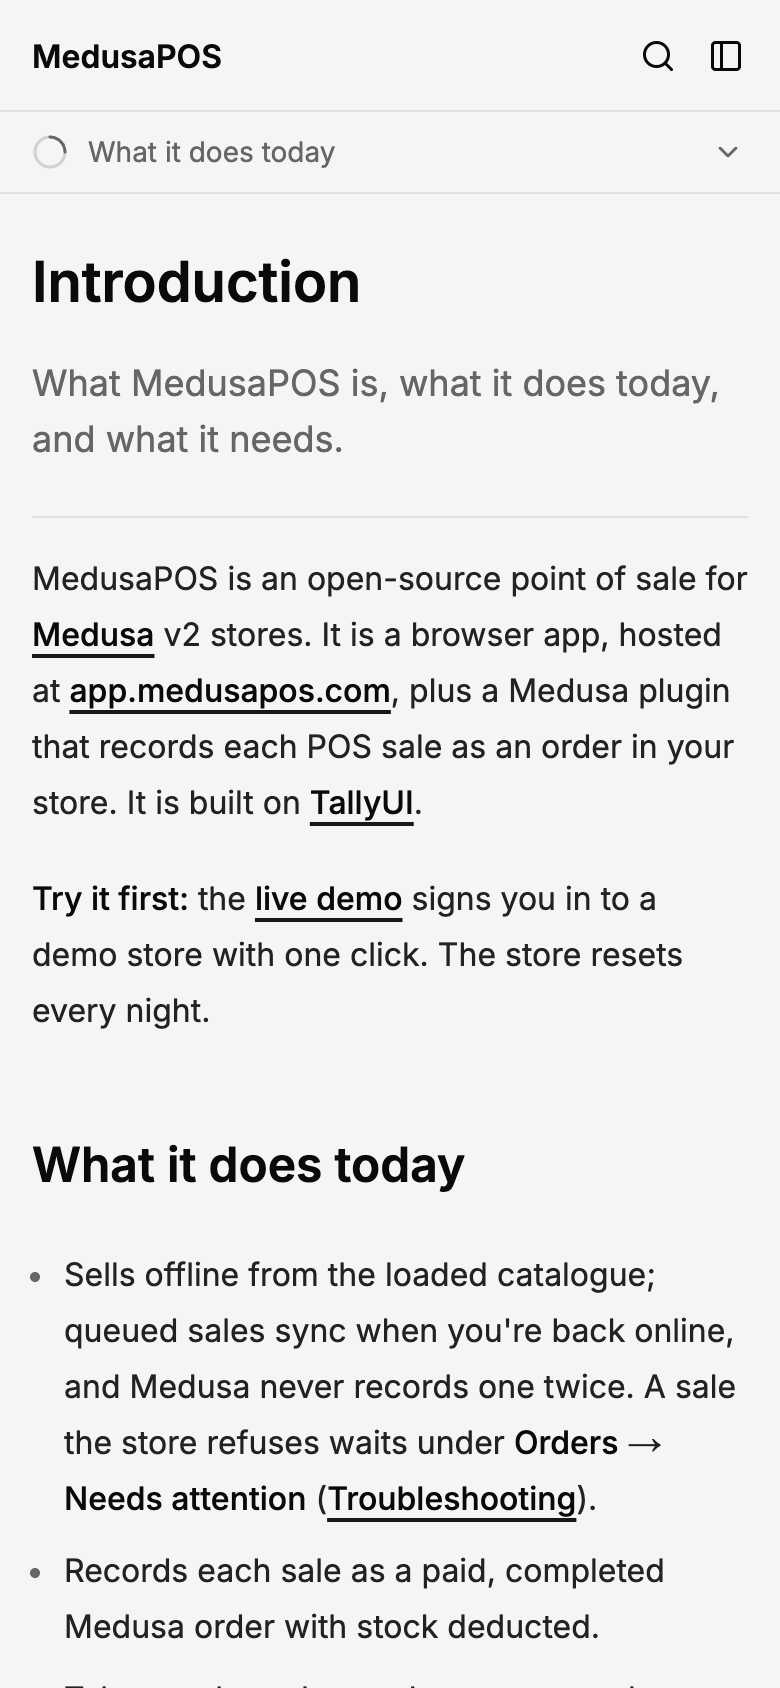 MedusaPOS
What it does today
Introduction
What MedusaPOS is, what it does today,
and what it needs.
MedusaPOS is an open-source point of sale for
Medusa v2 stores. It is a browser app, hosted
at app.medusapos.com, plus a Medusa plugin
that records each POS sale as an order in your
store. It is built on TallyUI.
Try it first: the live demo signs you in to a
demo store with one click. The store resets
every night.
What it does today
• Sells offline from the loaded catalogue;
queued sales sync when you're back online,
and Medusa never records one twice. A sale
the store refuses waits under Orders →
Needs attention (Troubleshooting).
• Records each sale as a paid, completed
Medusa order with stock deducted.